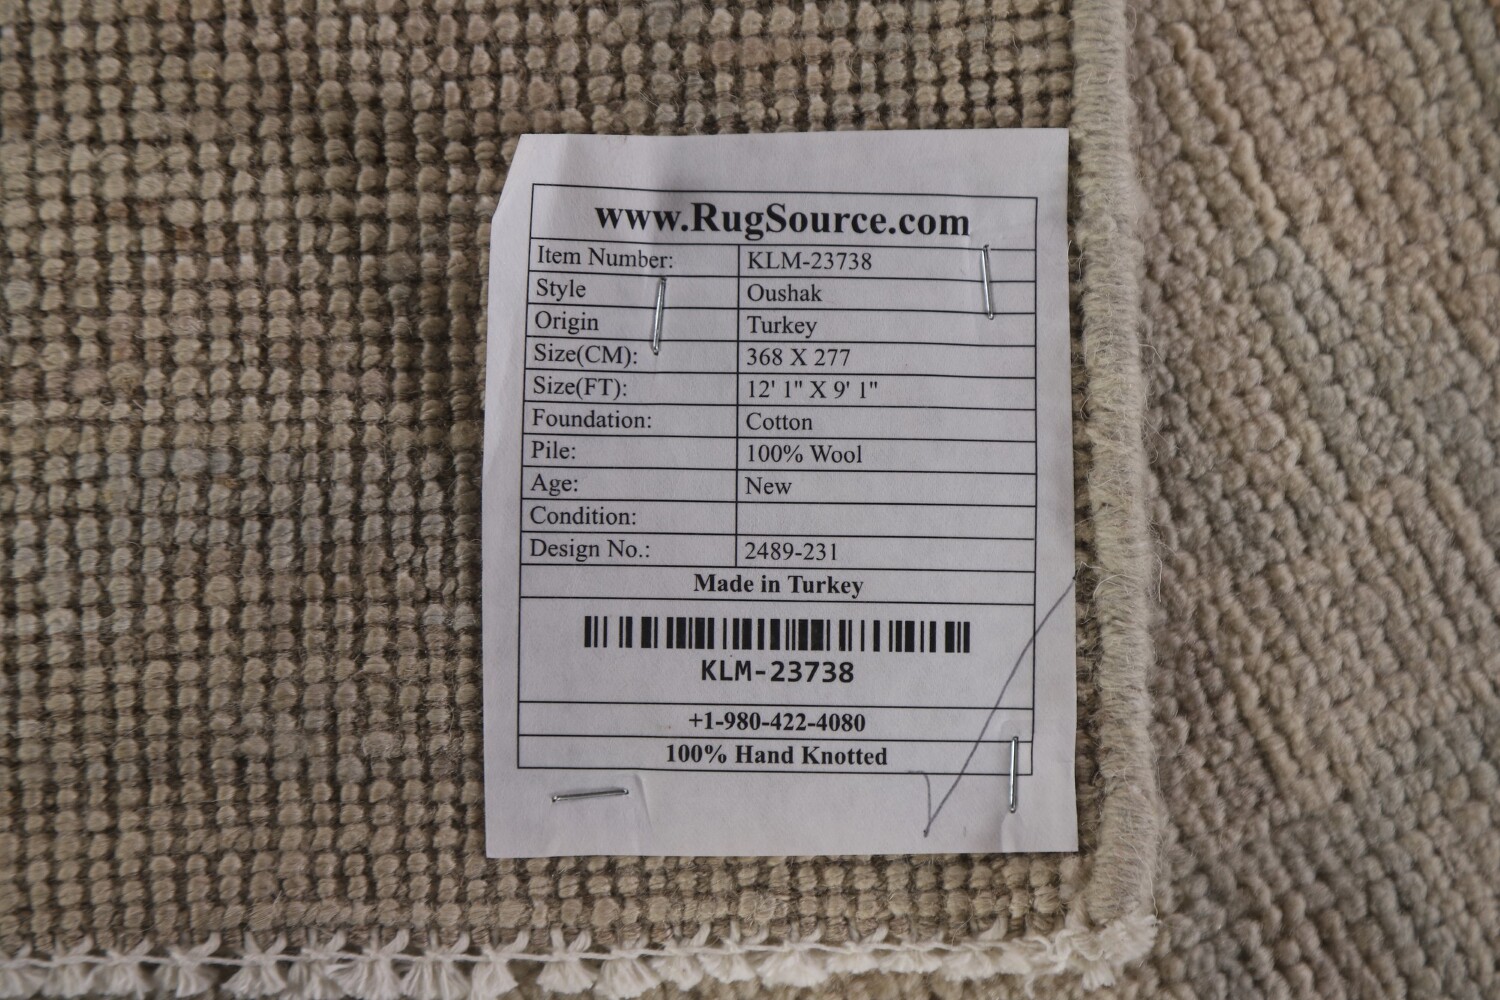 www.RugSource.com
Item Number: KLM-23738
Style Oushak
Origin Turkey
Size(CM): 368 X 277
Size(FT): 12' 1" X 9' 1"
Foundation: Cotton
Pile: 100% Wool
Age: New
Condition:
Design No.: 2489-231
Made in Turkey
KLM-23738
+1-980-422-4080
100% Hand Knotted